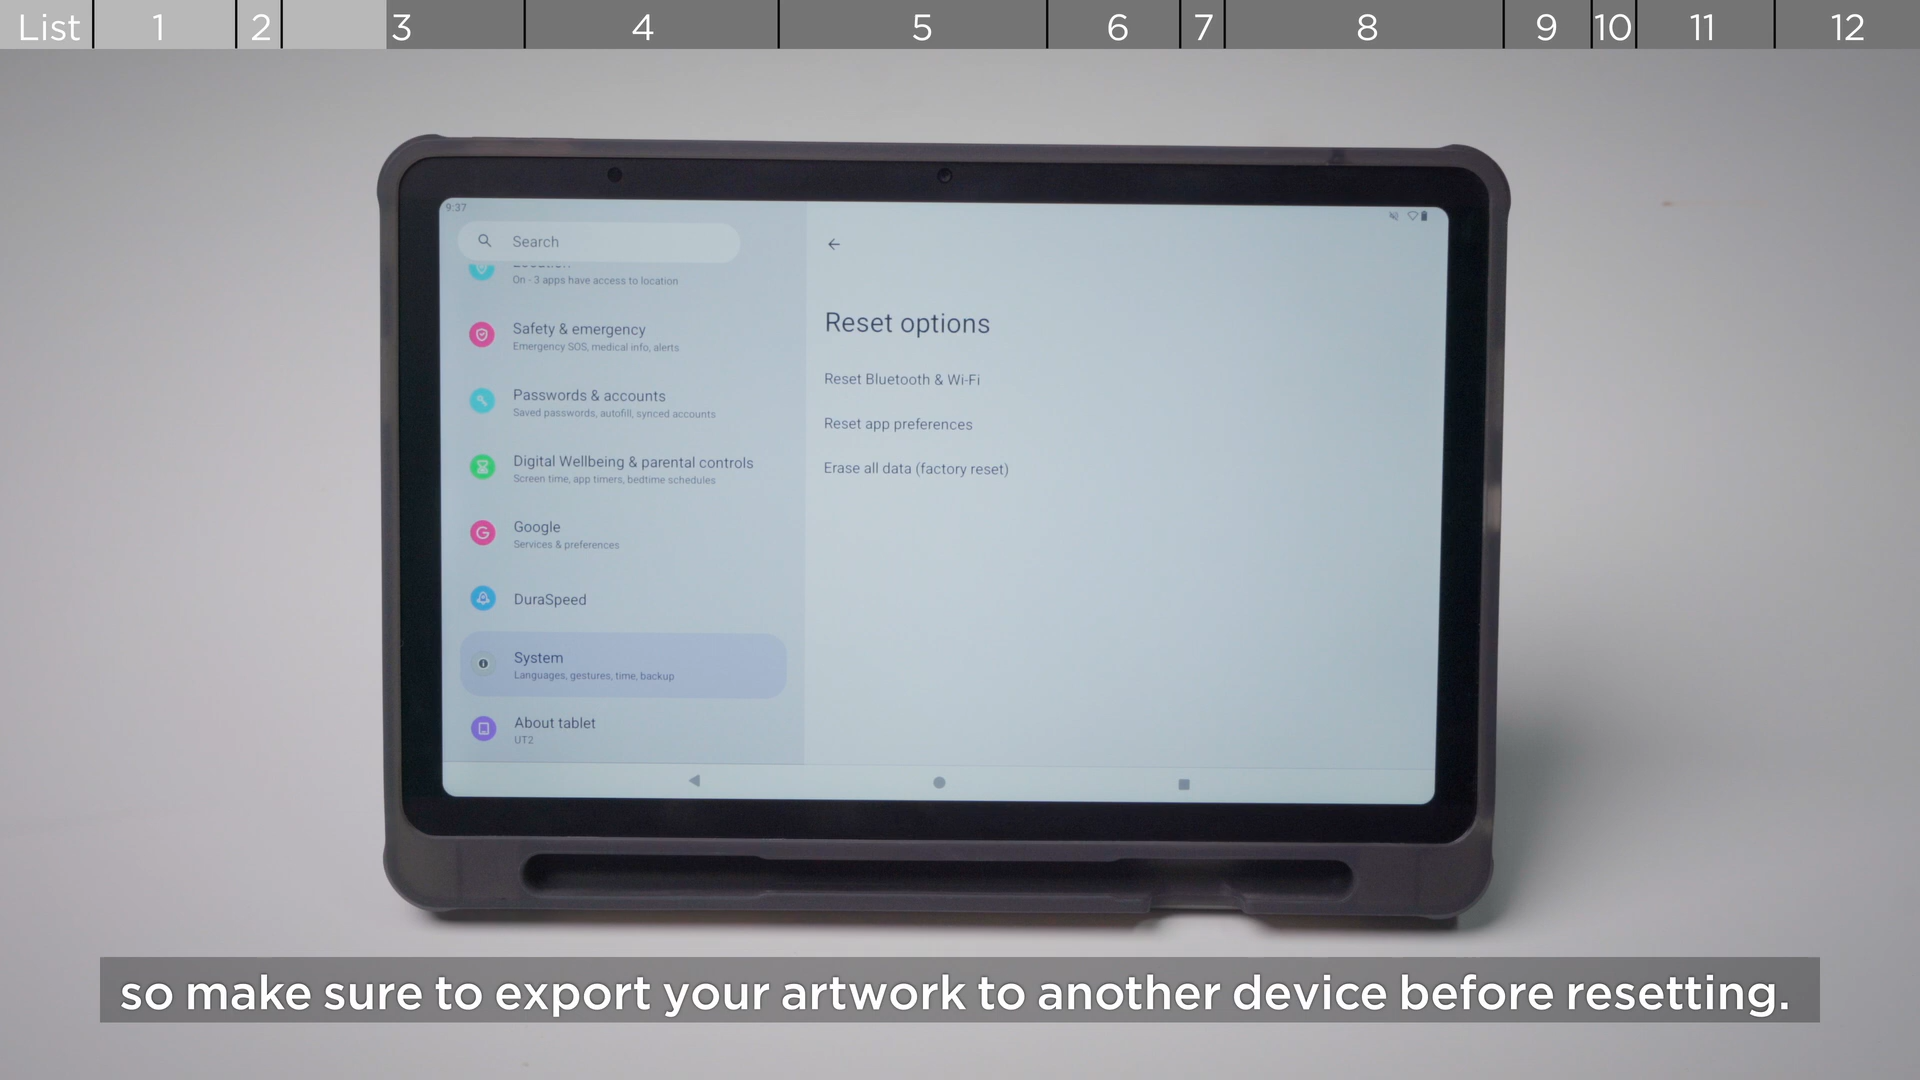 List 1 2 3 4 5 6 7 8 9 10 11 12
9:37
Search
On - 3 apps have access to location
Safety & emergency
Emergency SOS, medical info, alerts
Passwords & accounts
Saved passwords, autofill, synced accounts
Digital Wellbeing & parental controls
Screen time, app timers, bedtime schedules
Google
Services & preferences
DuraSpeed
System
Languages, gestures, time, backup
About tablet
UT2
Reset options
Reset Bluetooth & Wi-Fi
Reset app preferences
Erase all data (factory reset)
so make sure to export your artwork to another device before resetting.